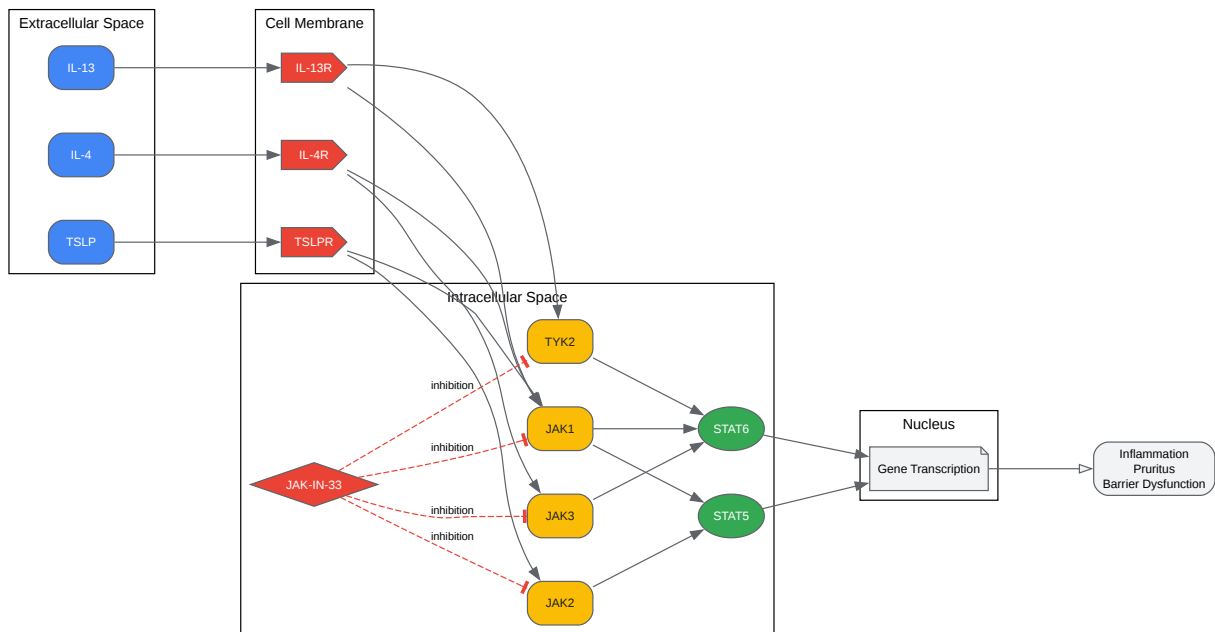 Extracellular Space
Cell Membrane
IL-13
IL-13R
IL-4
IL-4R
TSLP
TSLPR
Intracellular Space
TYK2
inhibition
JAK1
STAT6
inhibition
JAK-IN-33
inhibition
JAK3
STAT5
inhibition
JAK2
Nucleus
Gene Transcription
Inflammation
Pruritus
Barrier Dysfunction